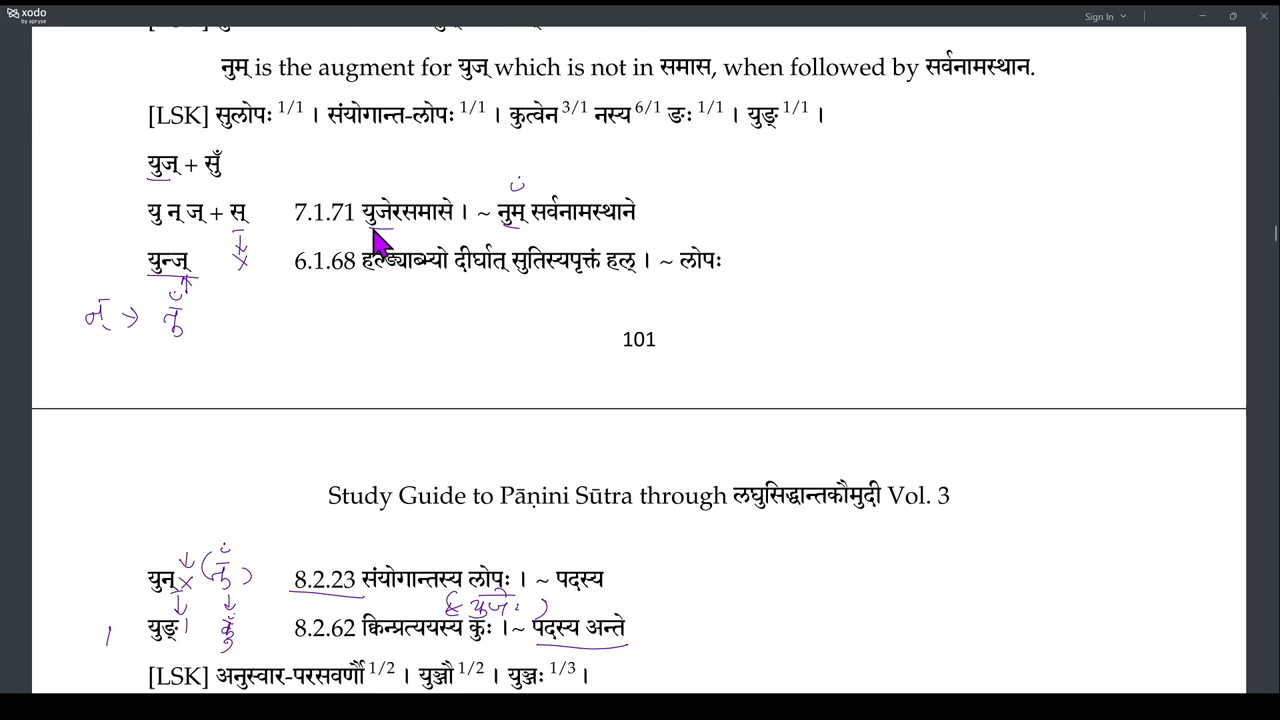 xodo
by apryse
Sign In
नुम् is the augment for युज् which is not in समास, when followed by सर्वनामस्थान.
[LSK] सुलोपः 1/1 । संयोगान्त-लोपः 1/1 । कुत्वेन 3/1 नस्य 6/1 ङः 1/1 । युङ् 1/1 ।
युज् + सुँ
यु न् ज् + स् 7.1.71 युजेरसमासे । ~ नुम् सर्वनामस्थाने
युन्ज् 6.1.68 हल्ङ्याब्भ्यो दीर्घात् सुतिस्यपृक्तं हल् । ~ लोपः
101
Study Guide to Pāṇini Sūtra through लघुसिद्धान्तकौमुदी Vol. 3
युन् 8.2.23 संयोगान्तस्य लोपः । ~ पदस्य
युङ् 8.2.62 क्विन्प्रत्ययस्य कुः । ~ पदस्य अन्ते
[LSK] अनुस्वार-परसवर्णौ 1/2 । युञ्जौ 1/2 । युञ्जः 1/3 ।